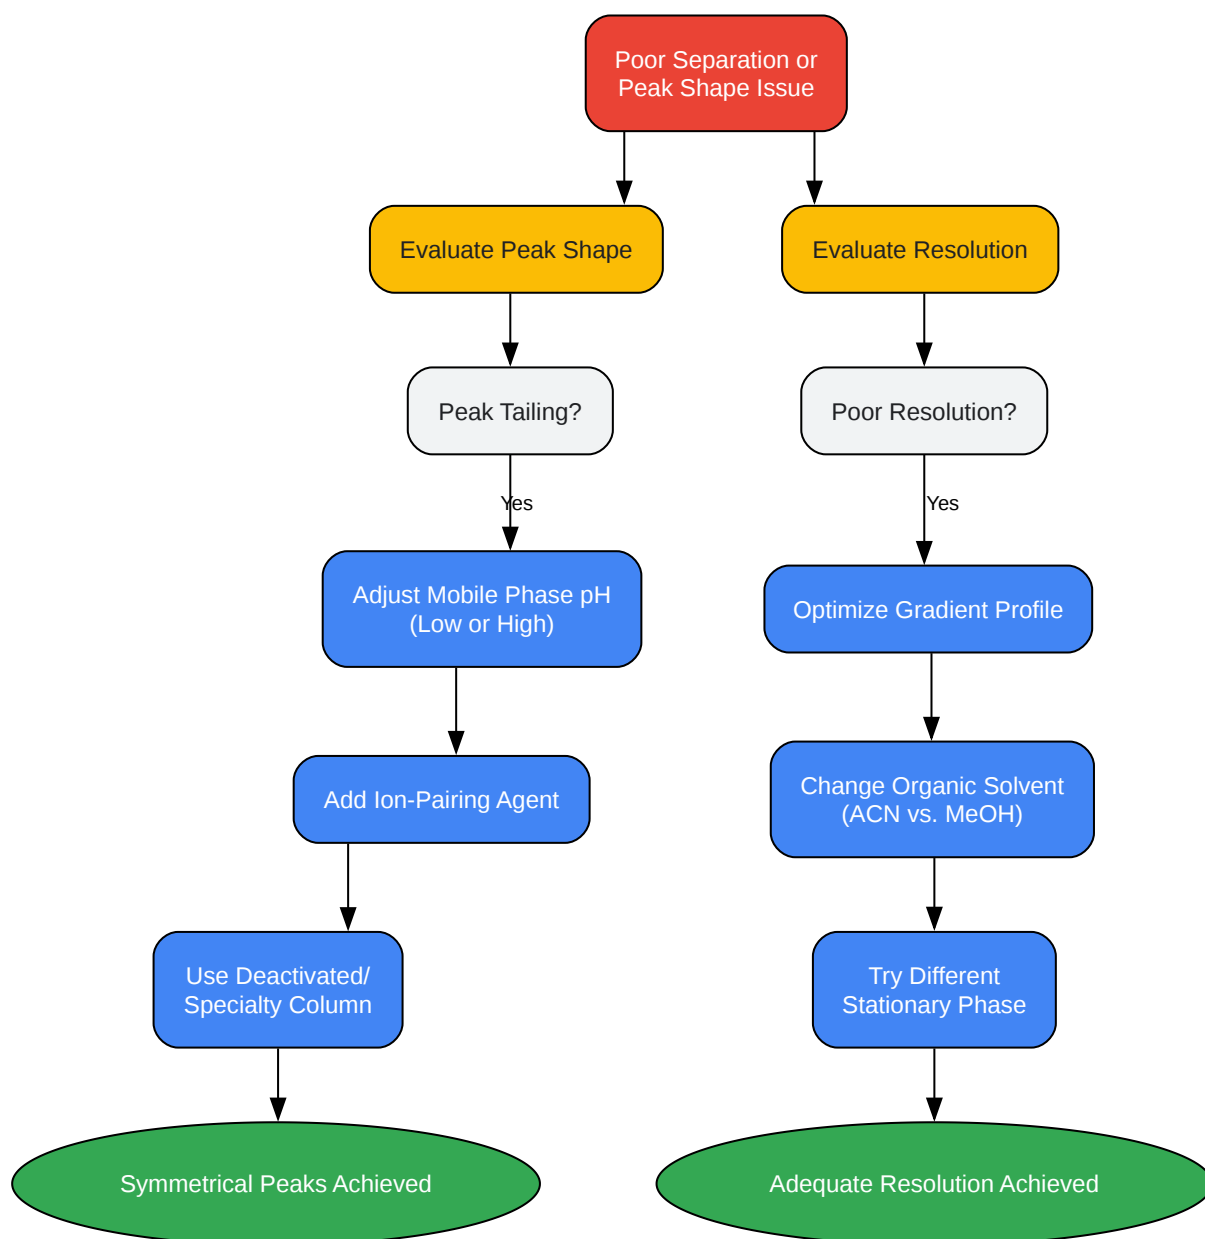 Poor Separation or
Peak Shape Issue
Evaluate Peak Shape
Evaluate Resolution
Peak Tailing?
Poor Resolution?
Yes
Yes
Adjust Mobile Phase pH
(Low or High)
Optimize Gradient Profile
Add Ion-Pairing Agent
Change Organic Solvent
(ACN vs. MeOH)
Use Deactivated/
Specialty Column
Try Different
Stationary Phase
Symmetrical Peaks Achieved
Adequate Resolution Achieved